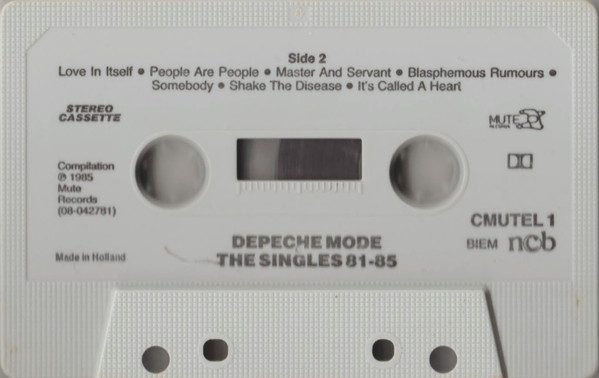 Side 2
Love In Itself • People Are People • Master And Servant • Blasphemous Rumours •
Somebody • Shake The Disease • It's Called A Heart
STEREO
CASSETTE
MUTE
RECORDS
Compilation
℗ 1985
Mute
Records
(08-042781)
CMUTEL 1
BIEM ncb
DEPECHE MODE
THE SINGLES 81-85
Made in Holland